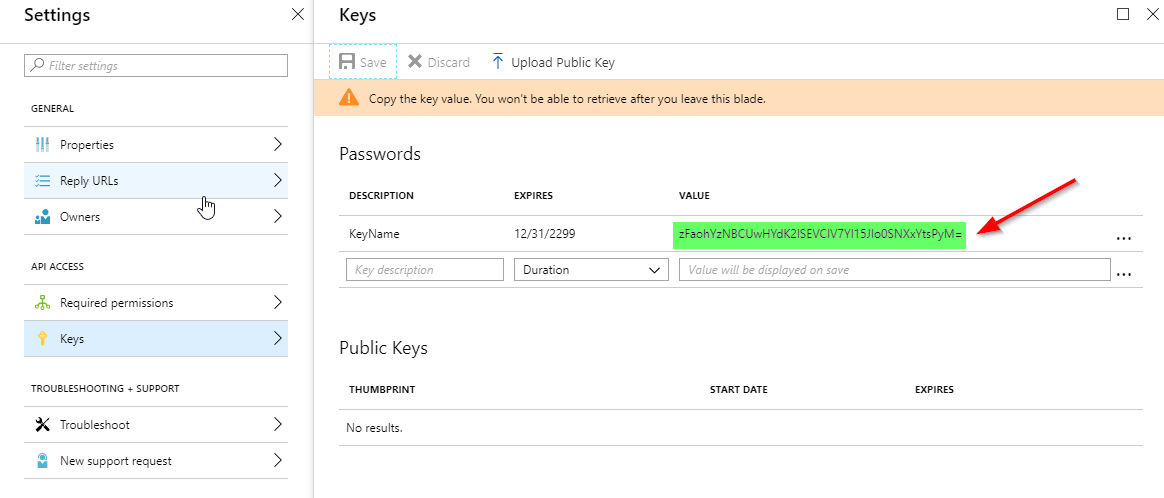 Settings
Filter settings
GENERAL
Properties
Reply URLs
Owners
API ACCESS
Required permissions
Keys
TROUBLESHOOTING + SUPPORT
Troubleshoot
New support request
Keys
Save Discard Upload Public Key
Copy the key value. You won't be able to retrieve after you leave this blade.
Passwords
DESCRIPTION EXPIRES VALUE
KeyName 12/31/2299
Key description Duration Value will be displayed on save
Public Keys
THUMBPRINT START DATE EXPIRES
No results.